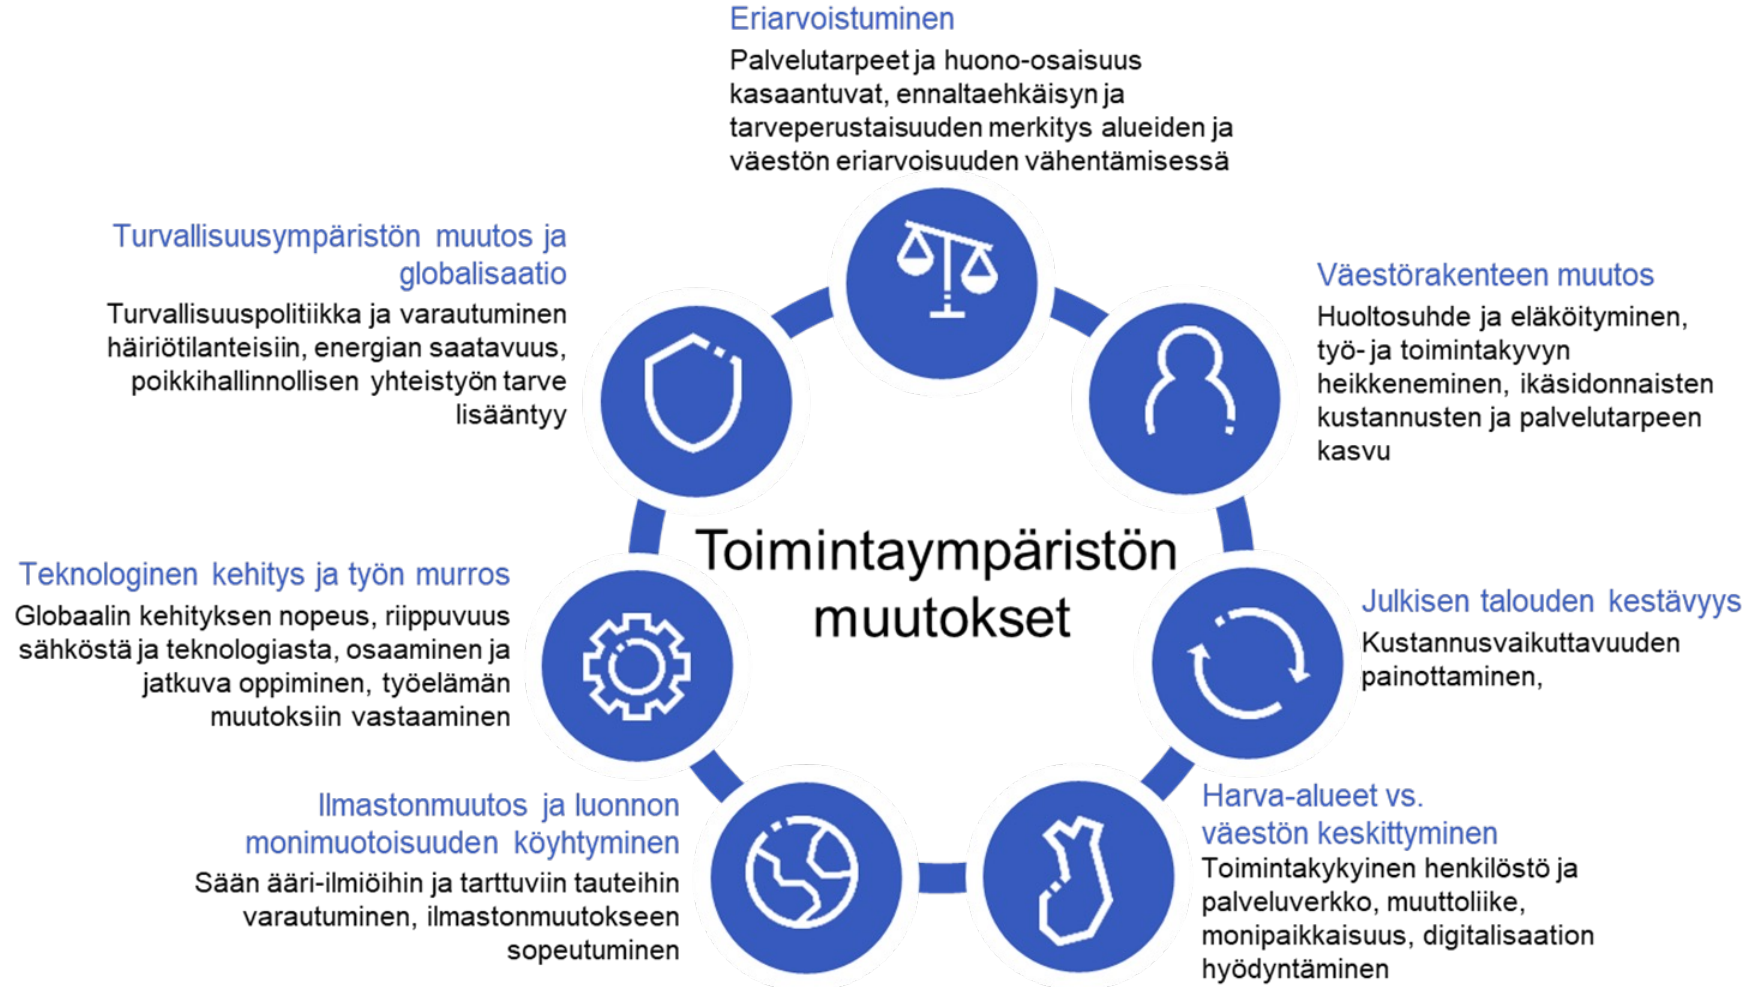 Eriarvoistuminen
Palvelutarpeet ja huono-osaisuus
kasaantuvat, ennaltaehkäisyn ja
tarveperustaisuuden merkitys alueiden ja
väestön eriarvoisuuden vähentämisessä
Turvallisuusympäristön muutos ja
globalisaatio
Turvallisuuspolitiikka ja varautuminen
häiriötilanteisiin, energian saatavuus,
poikkihallinnollisen yhteistyön tarve
lisääntyy
Väestörakenteen muutos
Huoltosuhde ja eläköityminen,
työ- ja toimintakyvyn
heikkeneminen, ikäsidonnaisten
kustannusten ja palvelutarpeen
kasvu
Toimintaympäristön
muutokset
Teknologinen kehitys ja työn murros
Globaalin kehityksen nopeus, riippuvuus
sähköstä ja teknologiasta, osaaminen ja
jatkuva oppiminen, työelämän
muutoksiin vastaaminen
Julkisen talouden kestävyys
Kustannusvaikuttavuuden
painottaminen,
Ilmastonmuutos ja luonnon
monimuotoisuuden köyhtyminen
Sään ääri-ilmiöihin ja tarttuviin tauteihin
varautuminen, ilmastonmuutokseen
sopeutuminen
Harva-alueet vs.
väestön keskittyminen
Toimintakykyinen henkilöstö ja
palveluverkko, muuttoliike,
monipaikkaisuus, digitalisaation
hyödyntäminen